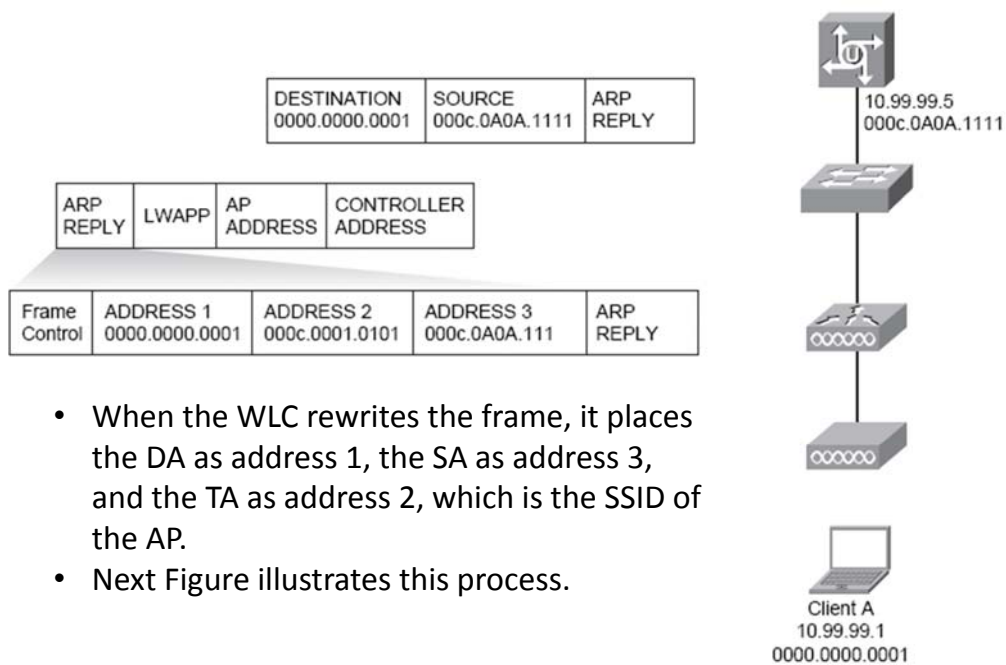 DESTINATION
0000.0000.0001
SOURCE
000c.0A0A.1111
ARP
REPLY
ARP
REPLY
LWAPP
AP
ADDRESS
CONTROLLER
ADDRESS
Frame
Control
ADDRESS 1
0000.0000.0001
ADDRESS 2
000c.0001.0101
ADDRESS 3
000c.0A0A.111
ARP
REPLY
• When the WLC rewrites the frame, it places
the DA as address 1, the SA as address 3,
and the TA as address 2, which is the SSID of
the AP.
• Next Figure illustrates this process.
U
10.99.99.5
000c.0A0A.1111
Client A
10.99.99.1
0000.0000.0001